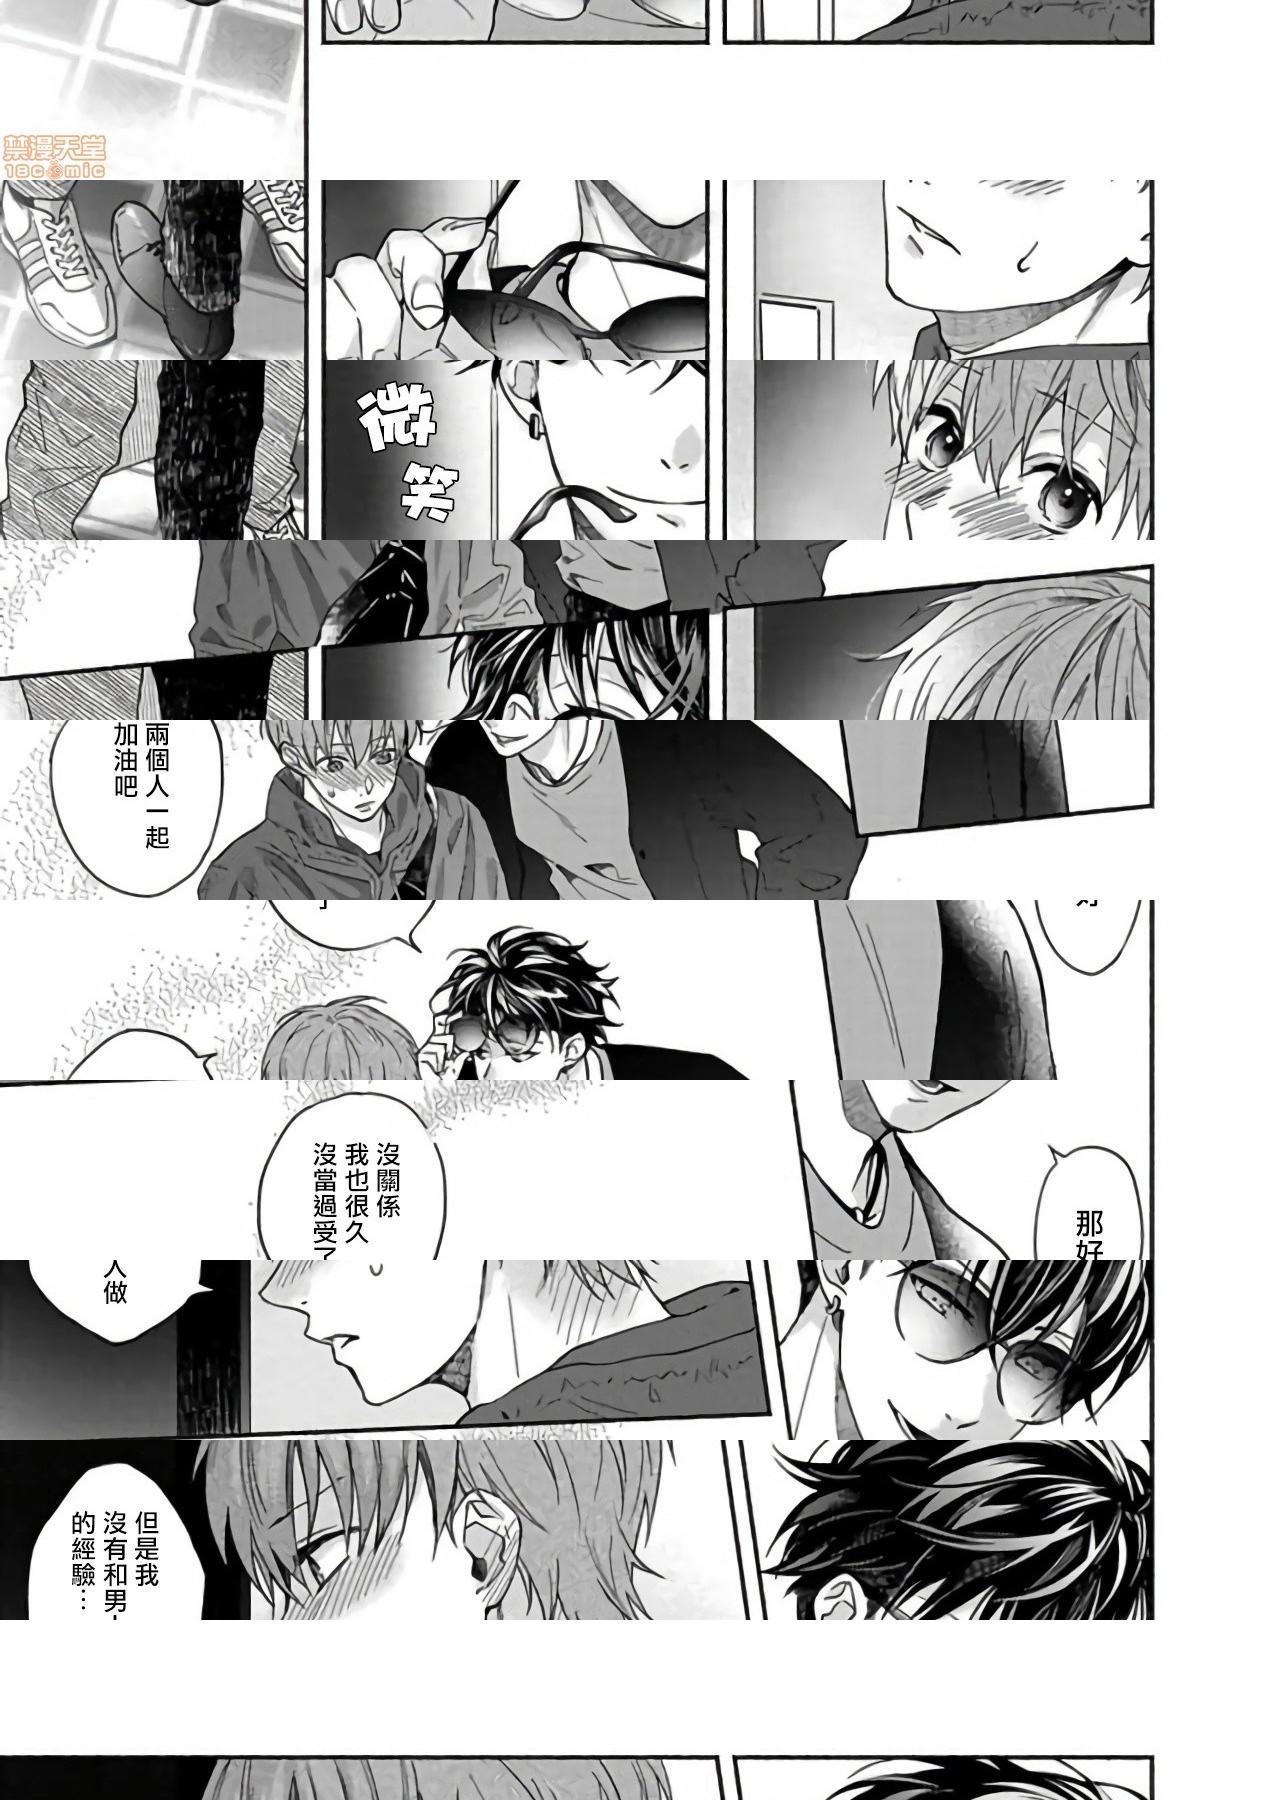 禁漫天堂
18comic
微笑
兩個人一起
加油吧
那好
沒關係
我也很久
沒當過受了
人做
但是我
沒有和男
的經驗…